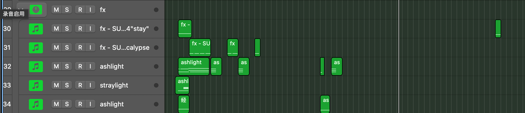 29 M S R I fx
录音启用
30 M S R I fx - SU...4"stay" fx -
31 M S R I fx - SU...calypse fx - SU fx
32 M S R I ashlight ashlight as as as
33 M S R I straylight ashl
34 M S R I ashlight as